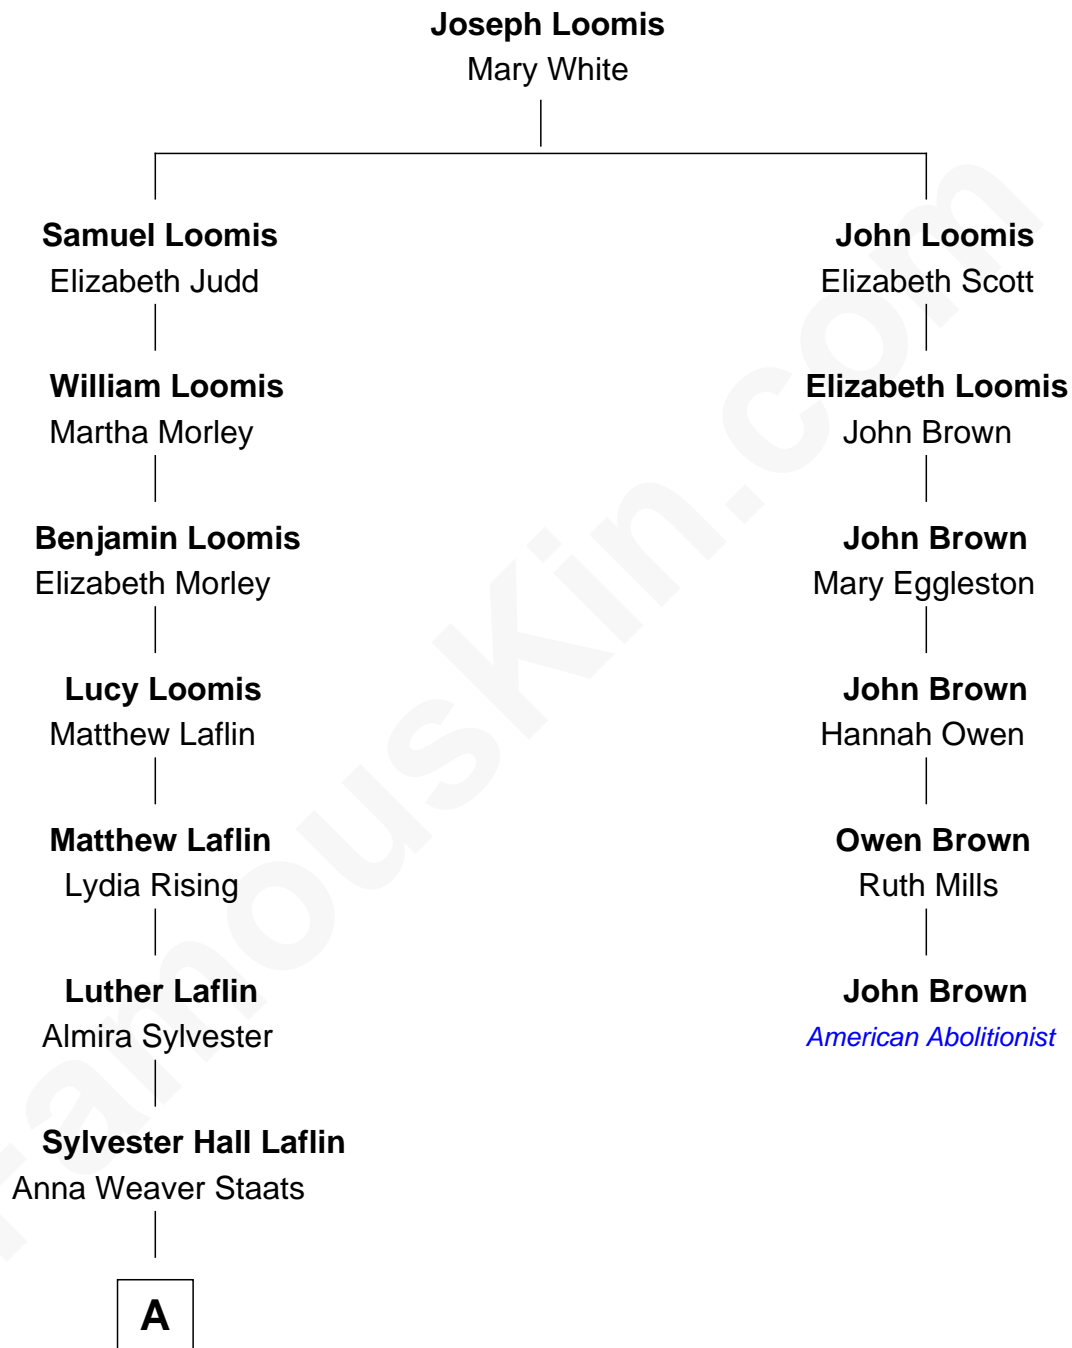 Joseph Loomis
Mary White
Samuel Loomis
Elizabeth Judd
William Loomis
Martha Morley
Benjamin Loomis
Elizabeth Morley
Lucy Loomis
Matthew Laflin
Matthew Laflin
Lydia Rising
Luther Laflin
Almira Sylvester
Sylvester Hall Laflin
Anna Weaver Staats
A
John Loomis
Elizabeth Scott
Elizabeth Loomis
John Brown
John Brown
Mary Eggleston
John Brown
Hannah Owen
Owen Brown
Ruth Mills
John Brown
American Abolitionist
FamousKin.com